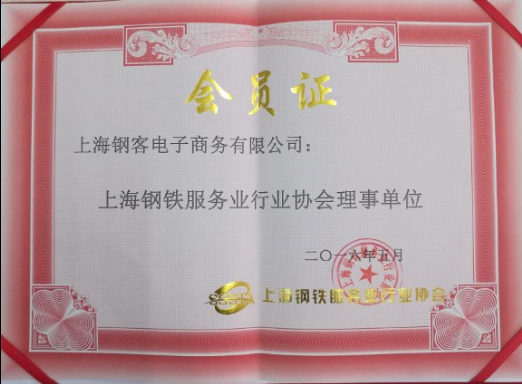 会员证
上海钢客电子商务有限公司：
上海钢铁服务业行业协会理事单位
二〇一六年五月
上海钢铁服务业行业协会